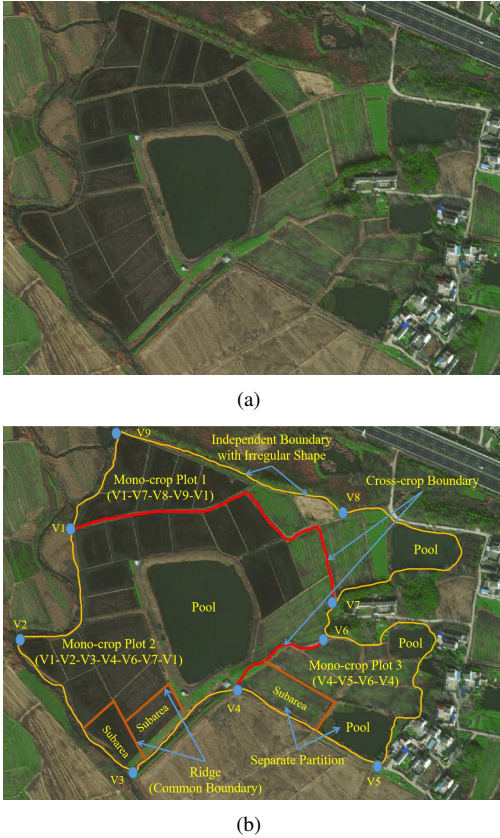 (a)
V9
Independent Boundary
with Irregular Shape
Mono-crop Plot 1
(V1-V7-V8-V9-V1)
Cross-crop Boundary
V8
V1
Pool
Pool
V7
V2
V6
Pool
Mono-crop Plot 2
(V1-V2-V3-V4-V6-V7-V1)
Mono-crop Plot 3
(V4-V5-V6-V4)
Subarea
V4
Subarea
Subarea
Pool
V3
Ridge
(Common Boundary)
Separate Partition
V5
(b)